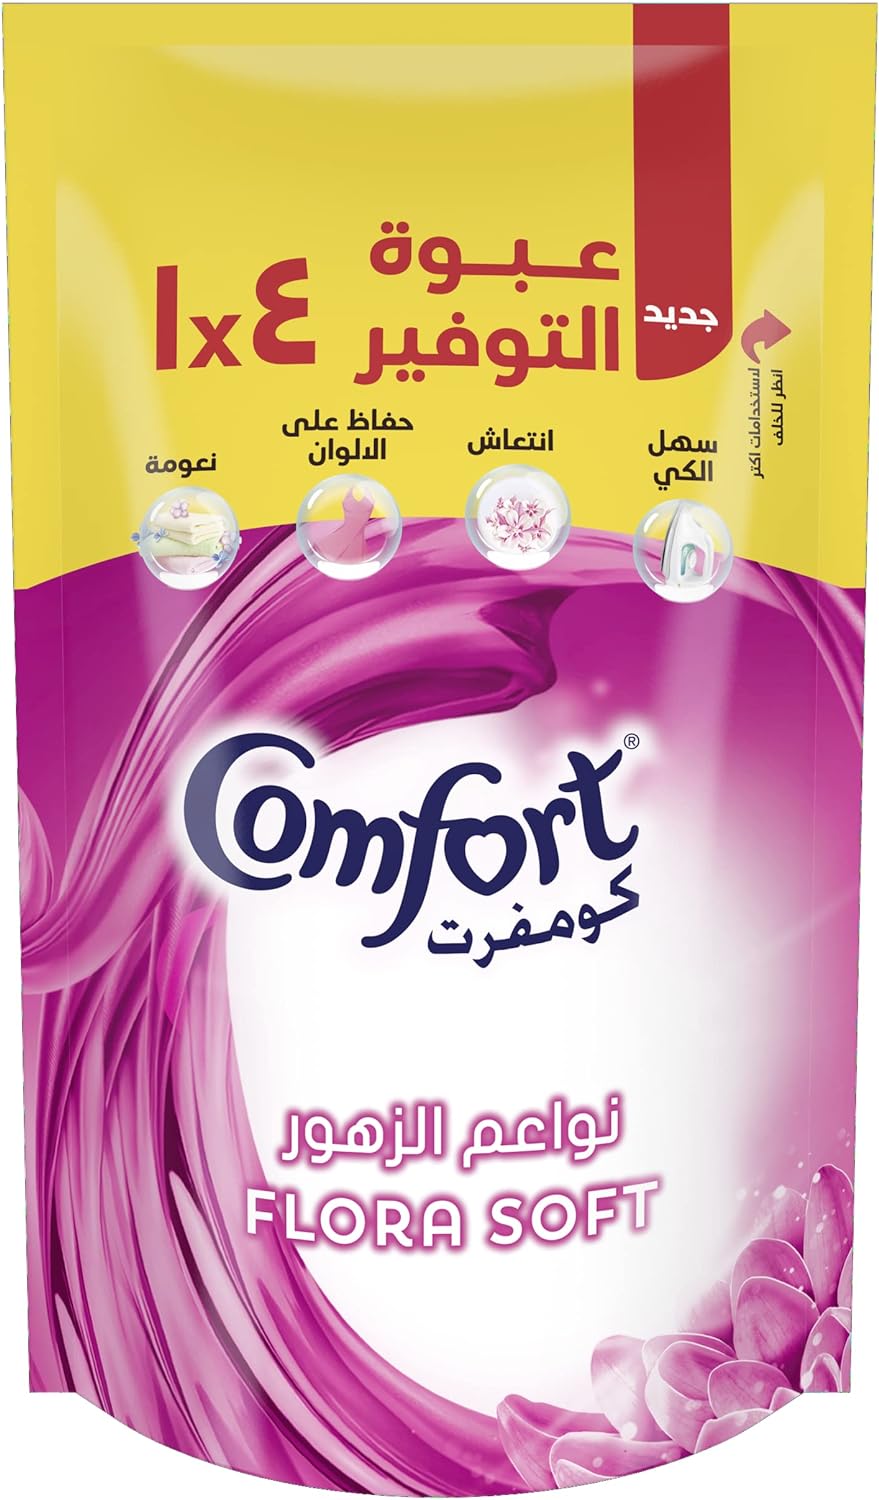 عبوة
التوفير ٤x١
جديد
انظر للخلف
لاستخدامات اكثر
سهل
الكي
انتعاش
حفاظ على
الالوان
نعومة
Comfort®
كومفرت
نواعم الزهور
FLORA SOFT